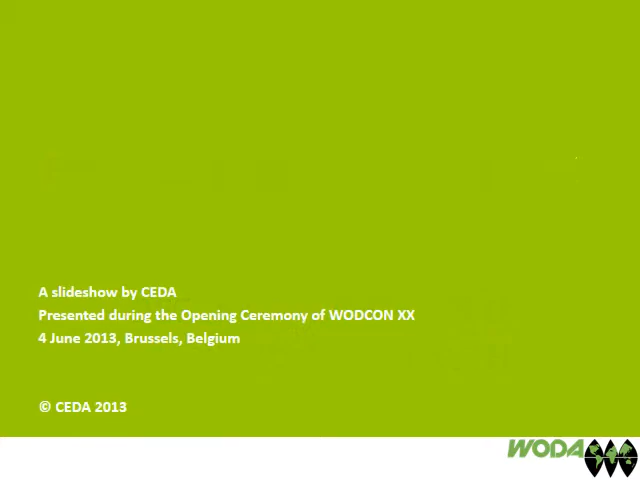 A slideshow by CEDA
Presented during the Opening Ceremony of WODCON XX
4 June 2013, Brussels, Belgium
© CEDA 2013
WODA